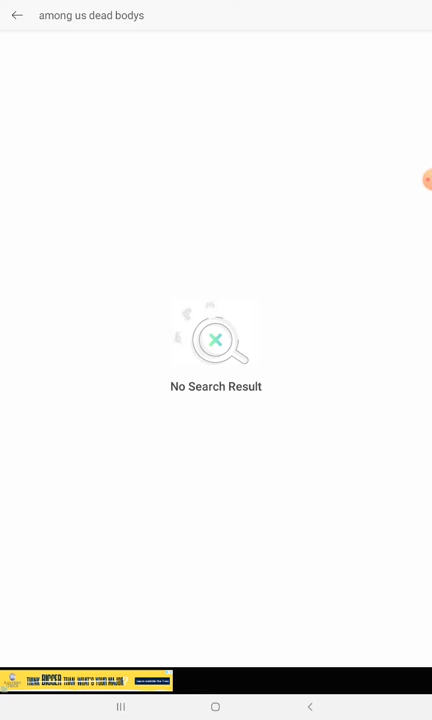 among us dead bodys
No Search Result
THINK BIGGER THAN WHAT'S YOUR MAJOR?